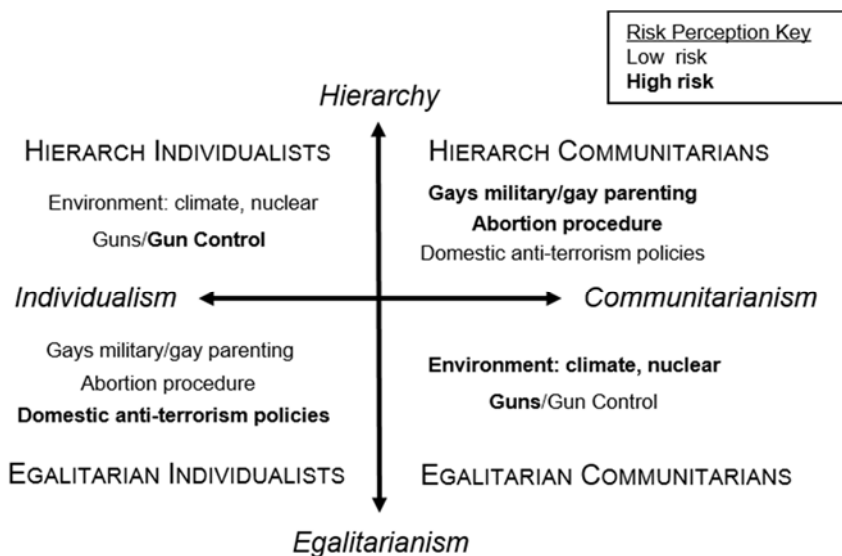 Risk Perception Key
Low risk
High risk
Hierarchy
HIERARCH INDIVIDUALISTS
Environment: climate, nuclear
Guns/Gun Control
HIERARCH COMMUNITARIANS
Gays military/gay parenting
Abortion procedure
Domestic anti-terrorism policies
Individualism
Communitarianism
Gays military/gay parenting
Abortion procedure
Domestic anti-terrorism policies
EGALITARIAN INDIVIDUALISTS
Environment: climate, nuclear
Guns/Gun Control
EGALITARIAN COMMUNITARIANS
Egalitarianism